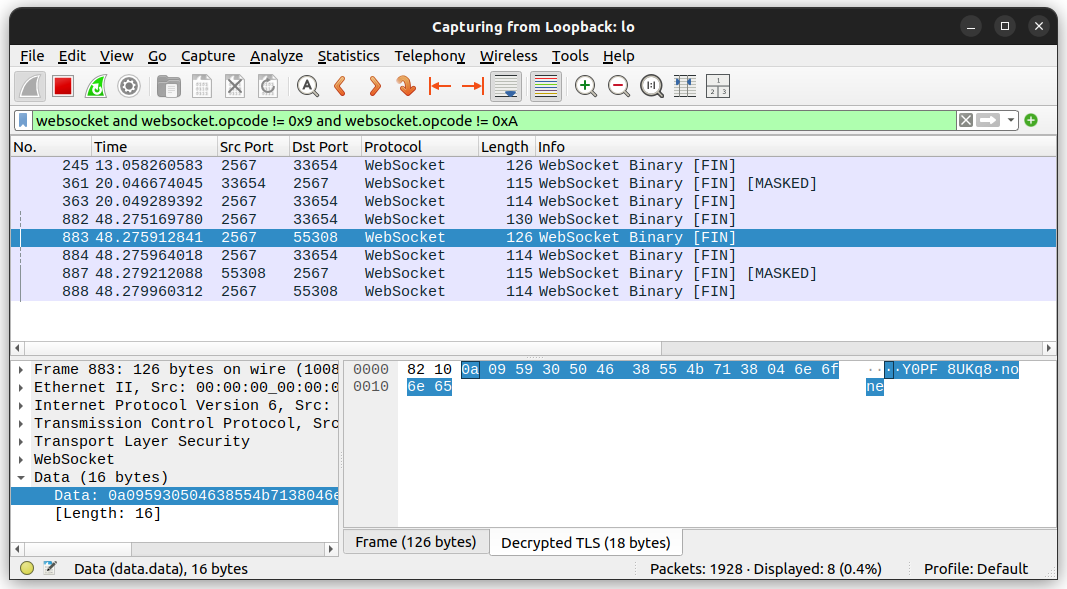 Capturing from Loopback: lo
File Edit View Go Capture Analyze Statistics Telephony Wireless Tools Help
websocket and websocket.opcode != 0x9 and websocket.opcode != 0xA
No. Time Src Port Dst Port Protocol Length Info
245 13.058260583 2567 33654 WebSocket 126 WebSocket Binary [FIN]
361 20.046674045 33654 2567 WebSocket 115 WebSocket Binary [FIN] [MASKED]
363 20.049289392 2567 33654 WebSocket 114 WebSocket Binary [FIN]
882 48.275169780 2567 33654 WebSocket 130 WebSocket Binary [FIN]
883 48.275912841 2567 55308 WebSocket 126 WebSocket Binary [FIN]
884 48.275964018 2567 33654 WebSocket 114 WebSocket Binary [FIN]
887 48.279212088 55308 2567 WebSocket 115 WebSocket Binary [FIN] [MASKED]
888 48.279960312 2567 55308 WebSocket 114 WebSocket Binary [FIN]
Frame 883: 126 bytes on wire (1008
Ethernet II, Src: 00:00:00_00:00:0
Internet Protocol Version 6, Src:
Transmission Control Protocol, Src
Transport Layer Security
WebSocket
Data (16 bytes)
Data: 0a095930504638554b7138046e
[Length: 16]
0000 82 10 0a 09 59 30 50 46 38 55 4b 71 38 04 6e 6f ····Y0PF 8UKq8·no
0010 6e 65 ne
Frame (126 bytes) Decrypted TLS (18 bytes)
Data (data.data), 16 bytes Packets: 1928 · Displayed: 8 (0.4%) Profile: Default